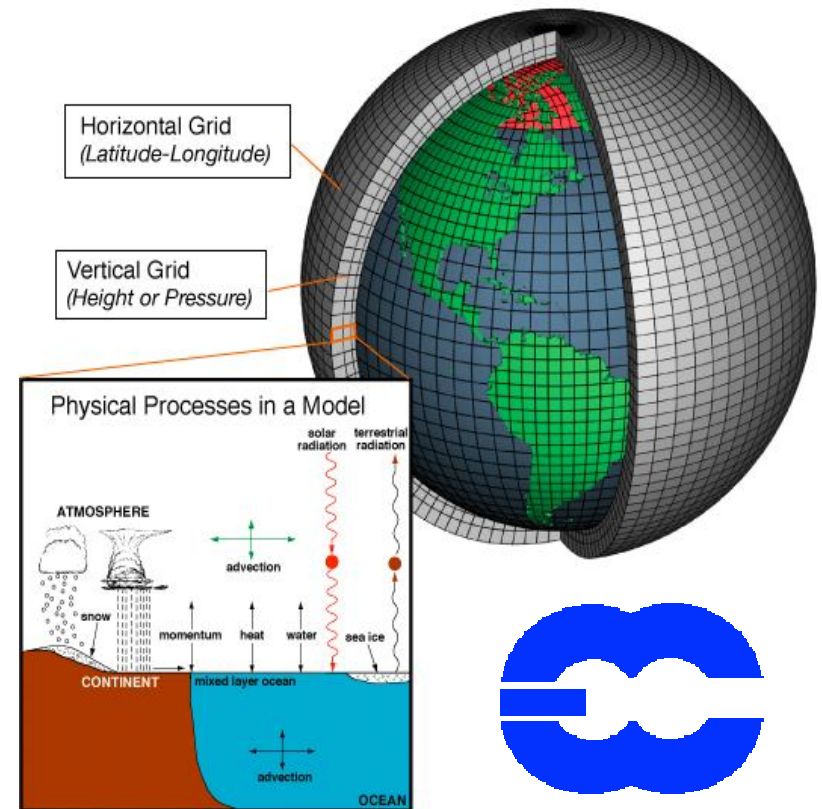 Horizontal Grid
(Latitude-Longitude)
Vertical Grid
(Height or Pressure)
Physical Processes in a Model
solar
radiation
terrestrial
radiation
ATMOSPHERE
advection
snow
momentum
heat
water
sea ice
CONTINENT
mixed layer ocean
advection
OCEAN